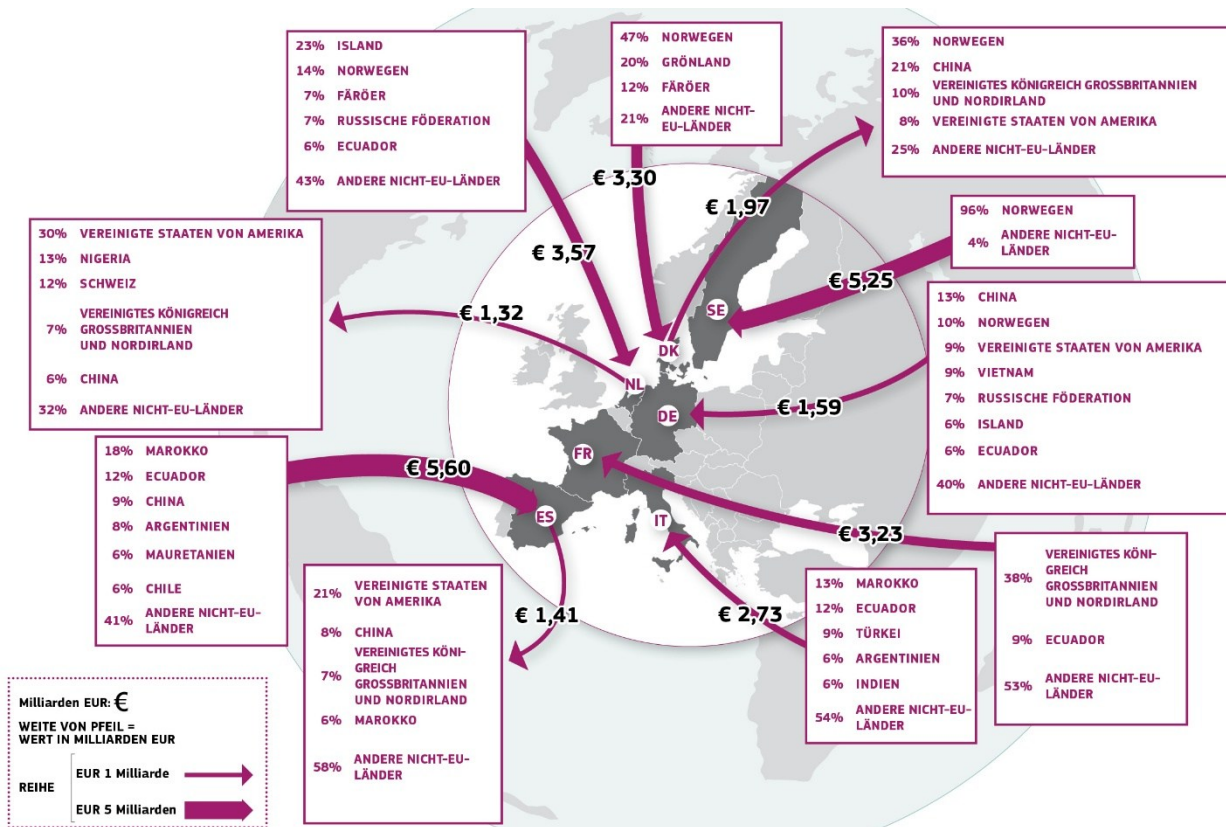 23% ISLAND
14% NORWEGEN
7% FÄRÖER
7% RUSSISCHE FÖDERATION
6% ECUADOR
43% ANDERE NICHT-EU-LÄNDER
47% NORWEGEN
20% GRÖNLAND
12% FÄRÖER
21% ANDERE NICHT-
EU-LÄNDER
36% NORWEGEN
21% CHINA
10% VEREINIGTES KÖNIGREICH GROSSBRITANNIEN
UND NORDIRLAND
8% VEREINIGTE STAATEN VON AMERIKA
25% ANDERE NICHT-EU-LÄNDER
96% NORWEGEN
4% ANDERE NICHT-EU-
LÄNDER
30% VEREINIGTE STAATEN VON AMERIKA
13% NIGERIA
12% SCHWEIZ
7% VEREINIGTES KÖNIGREICH
GROSSBRITANNIEN
UND NORDIRLAND
6% CHINA
32% ANDERE NICHT-EU-LÄNDER
13% CHINA
10% NORWEGEN
9% VEREINIGTE STAATEN VON AMERIKA
9% VIETNAM
7% RUSSISCHE FÖDERATION
6% ISLAND
6% ECUADOR
40% ANDERE NICHT-EU-LÄNDER
€ 3,30
€ 1,97
€ 3,57
€ 5,25
€ 1,32
€ 1,59
€ 5,60
€ 3,23
€ 1,41
€ 2,73
SE
DK
NL
DE
FR
ES
IT
18% MAROKKO
12% ECUADOR
9% CHINA
8% ARGENTINIEN
6% MAURETANIEN
6% CHILE
41% ANDERE NICHT-EU-
LÄNDER
21% VEREINIGTE STAATEN
VON AMERIKA
8% CHINA
7% VEREINIGTES KÖNI-
GREICH
GROSSBRITANNIEN
UND NORDIRLAND
6% MAROKKO
58% ANDERE NICHT-EU-
LÄNDER
13% MAROKKO
12% ECUADOR
9% TÜRKEI
6% ARGENTINIEN
6% INDIEN
54% ANDERE NICHT-EU-
LÄNDER
38% VEREINIGTES KÖNI-
GREICH
GROSSBRITANNIEN
UND NORDIRLAND
9% ECUADOR
53% ANDERE NICHT-EU-
LÄNDER
Milliarden EUR: €
WEITE VON PFEIL =
WERT IN MILLIARDEN EUR
REIHE
EUR 1 Milliarde
EUR 5 Milliarden